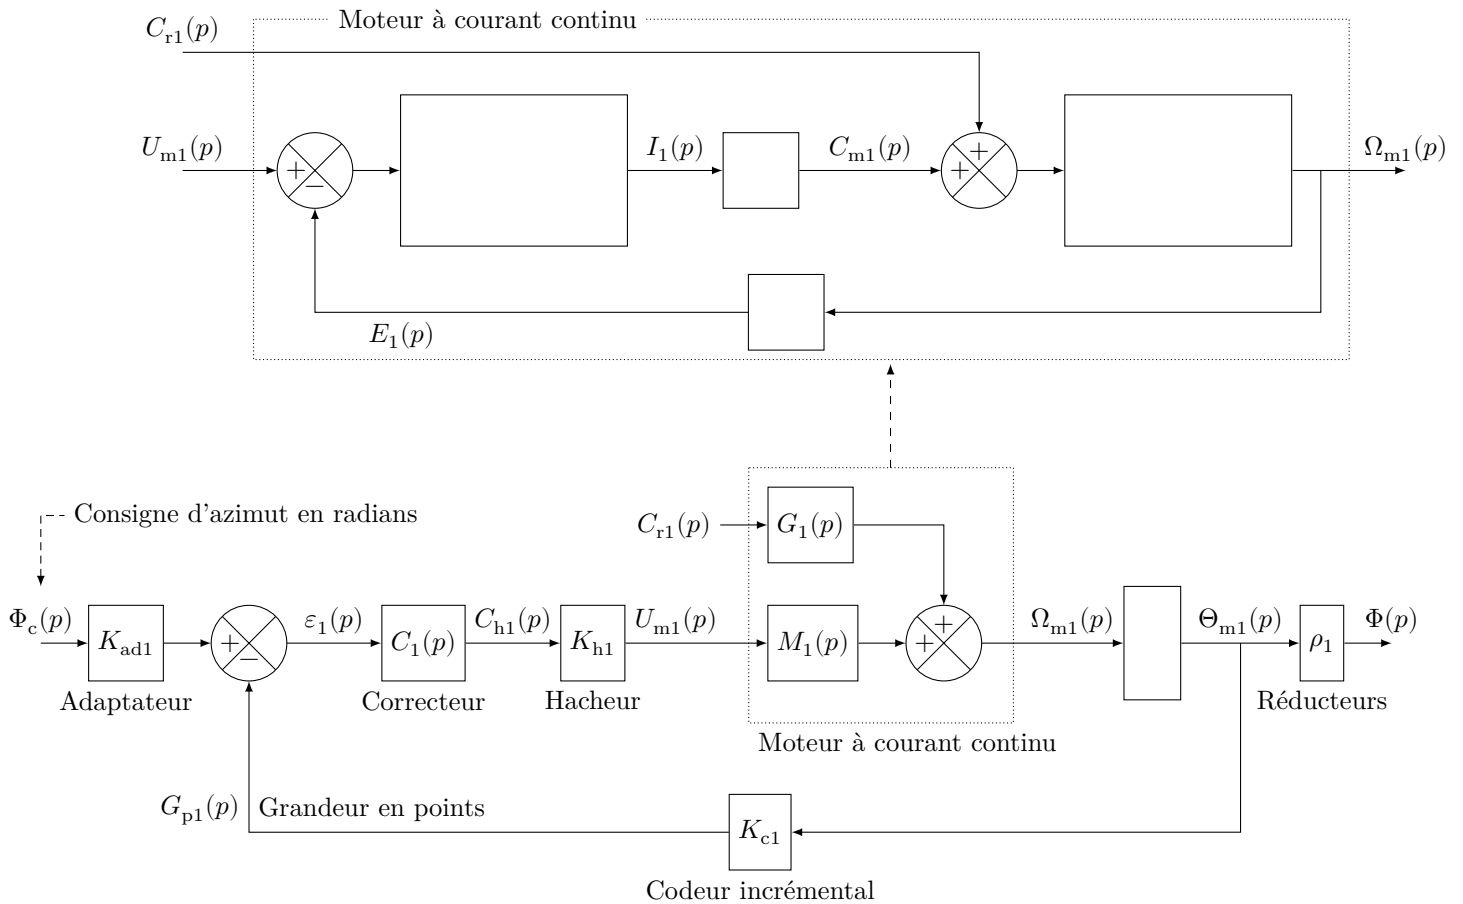 Moteur à courant continu
C_r1(p)
U_m1(p)
+
−
I_1(p)
C_m1(p)
+
+
Ω_m1(p)
E_1(p)
Consigne d'azimut en radians
C_r1(p)
G_1(p)
Φ_c(p)
K_ad1
Adaptateur
+
−
ε_1(p)
C_1(p)
Correcteur
C_h1(p)
K_h1
Hacheur
U_m1(p)
M_1(p)
+
+
Moteur à courant continu
Ω_m1(p)
Θ_m1(p)
ρ_1
Réducteurs
Φ(p)
G_p1(p)
Grandeur en points
K_c1
Codeur incrémental